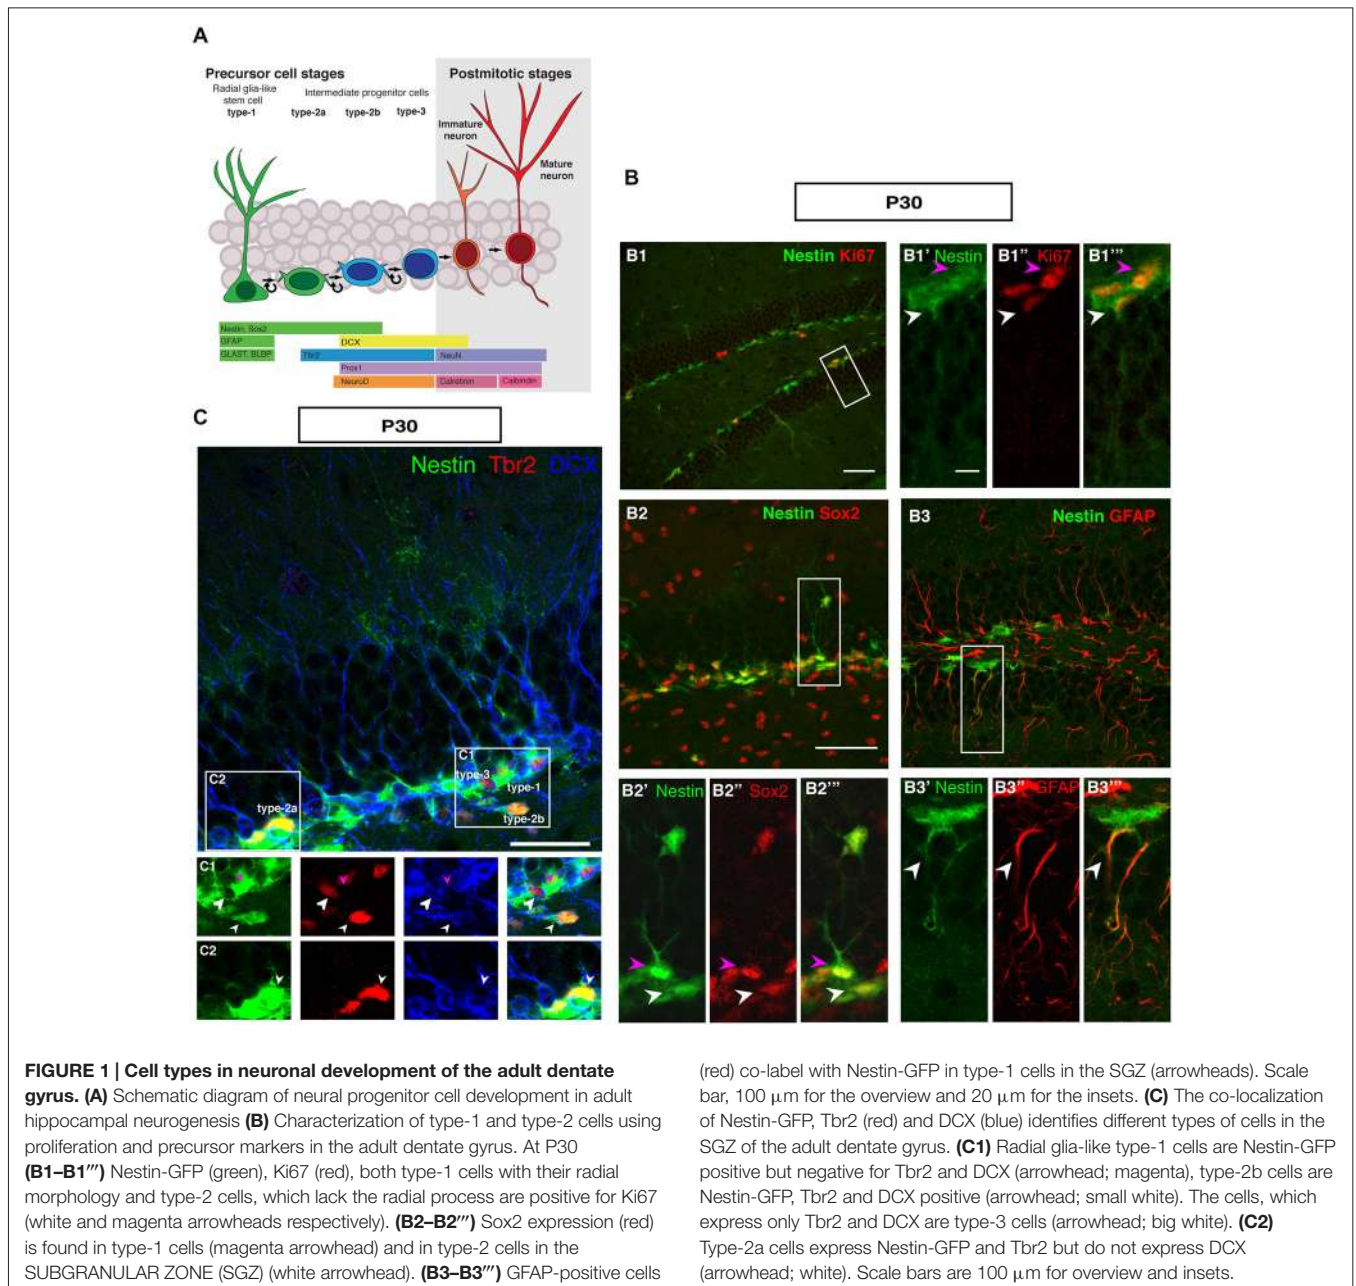 A
Precursor cell stages
Postmitotic stages
Radial glia-like
stem cell
type-1
Intermediate progenitor cells
type-2a
type-2b
type-3
Immature
neuron
Mature
neuron
Nestin, Sox2
GFAP
DCX
GLAST, BLBP
Tbr2
NeuN
Prox1
NeuroD
Calretinin
Calbindin
B
P30
B1
Nestin Ki67
B1' Nestin
B1'' Ki67
B1'''
B2
Nestin Sox2
B3
Nestin GFAP
B2' Nestin
B2'' Sox2
B2'''
B3' Nestin
B3'' GFAP
B3'''
C
P30
Nestin Tbr2 DCX
C1
type-3
type-1
type-2b
C2
type-2a
C1
C2
FIGURE 1 | Cell types in neuronal development of the adult dentate
gyrus. (A) Schematic diagram of neural progenitor cell development in adult
hippocampal neurogenesis (B) Characterization of type-1 and type-2 cells using
proliferation and precursor markers in the adult dentate gyrus. At P30
(B1–B1''') Nestin-GFP (green), Ki67 (red), both type-1 cells with their radial
morphology and type-2 cells, which lack the radial process are positive for Ki67
(white and magenta arrowheads respectively). (B2–B2''') Sox2 expression (red)
is found in type-1 cells (magenta arrowhead) and in type-2 cells in the
SUBGRANULAR ZONE (SGZ) (white arrowhead). (B3–B3''') GFAP-positive cells
(red) co-label with Nestin-GFP in type-1 cells in the SGZ (arrowheads). Scale
bar, 100 μm for the overview and 20 μm for the insets. (C) The co-localization
of Nestin-GFP, Tbr2 (red) and DCX (blue) identifies different types of cells in the
SGZ of the adult dentate gyrus. (C1) Radial glia-like type-1 cells are Nestin-GFP
positive but negative for Tbr2 and DCX (arrowhead; magenta), type-2b cells are
Nestin-GFP, Tbr2 and DCX positive (arrowhead; small white). The cells, which
express only Tbr2 and DCX are type-3 cells (arrowhead; big white). (C2)
Type-2a cells express Nestin-GFP and Tbr2 but do not express DCX
(arrowhead; white). Scale bars are 100 μm for overview and insets.